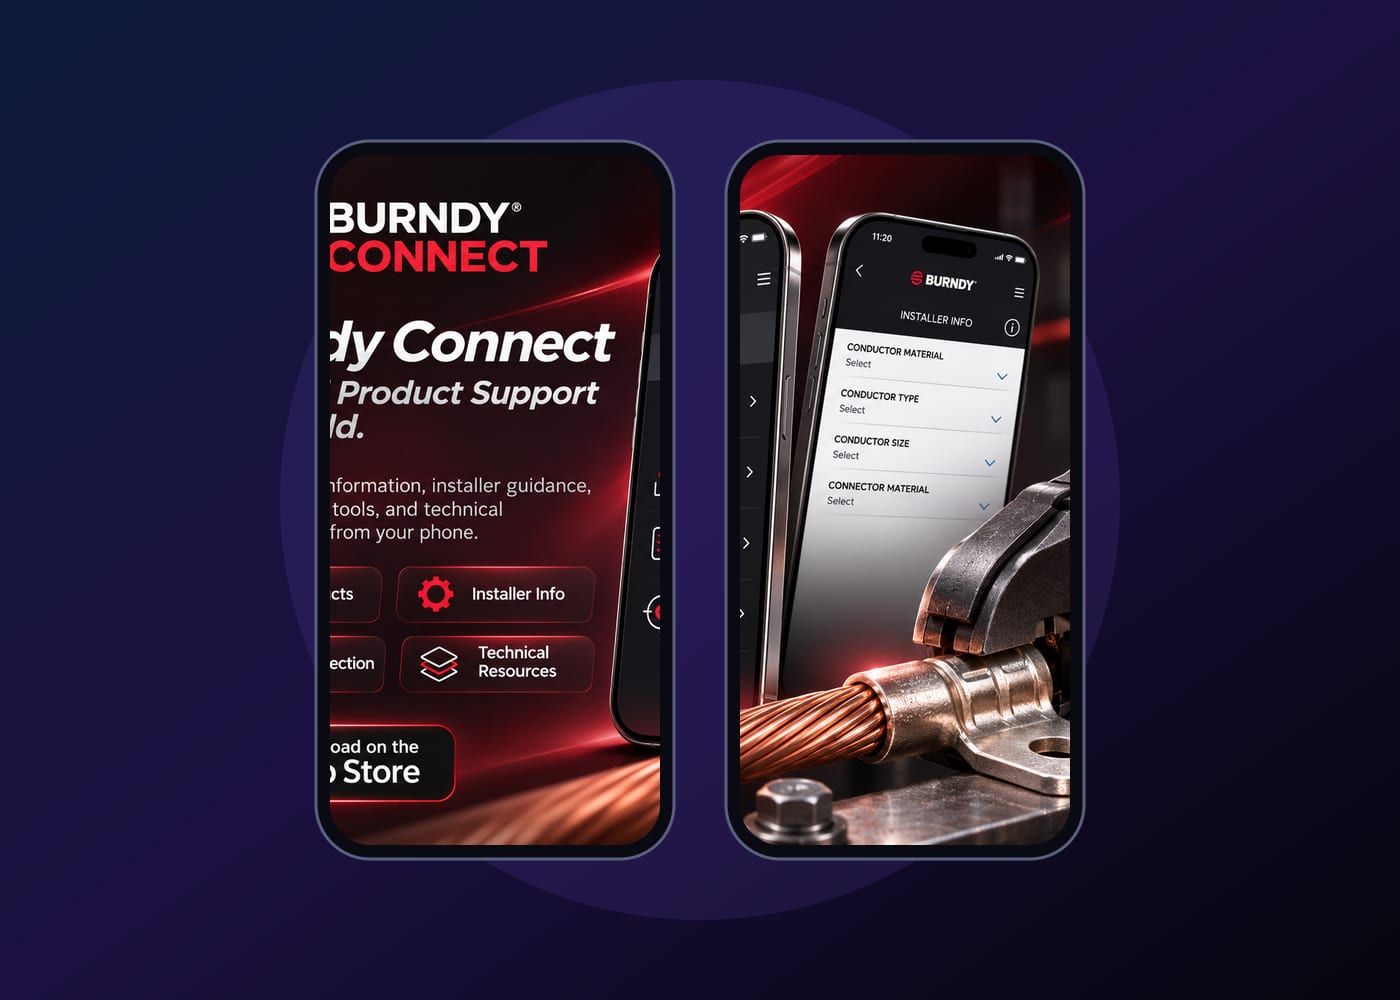 BURNDY®
CONNECT
dy Connect
Product Support
ld.
nformation, installer guidance,
tools, and technical
from your phone.
cts
Installer Info
ection
Technical
Resources
oad on the
Store
11:20
BURNDY
INSTALLER INFO
CONDUCTOR MATERIAL
Select
CONDUCTOR TYPE
Select
CONDUCTOR SIZE
Select
CONNECTOR MATERIAL
Select